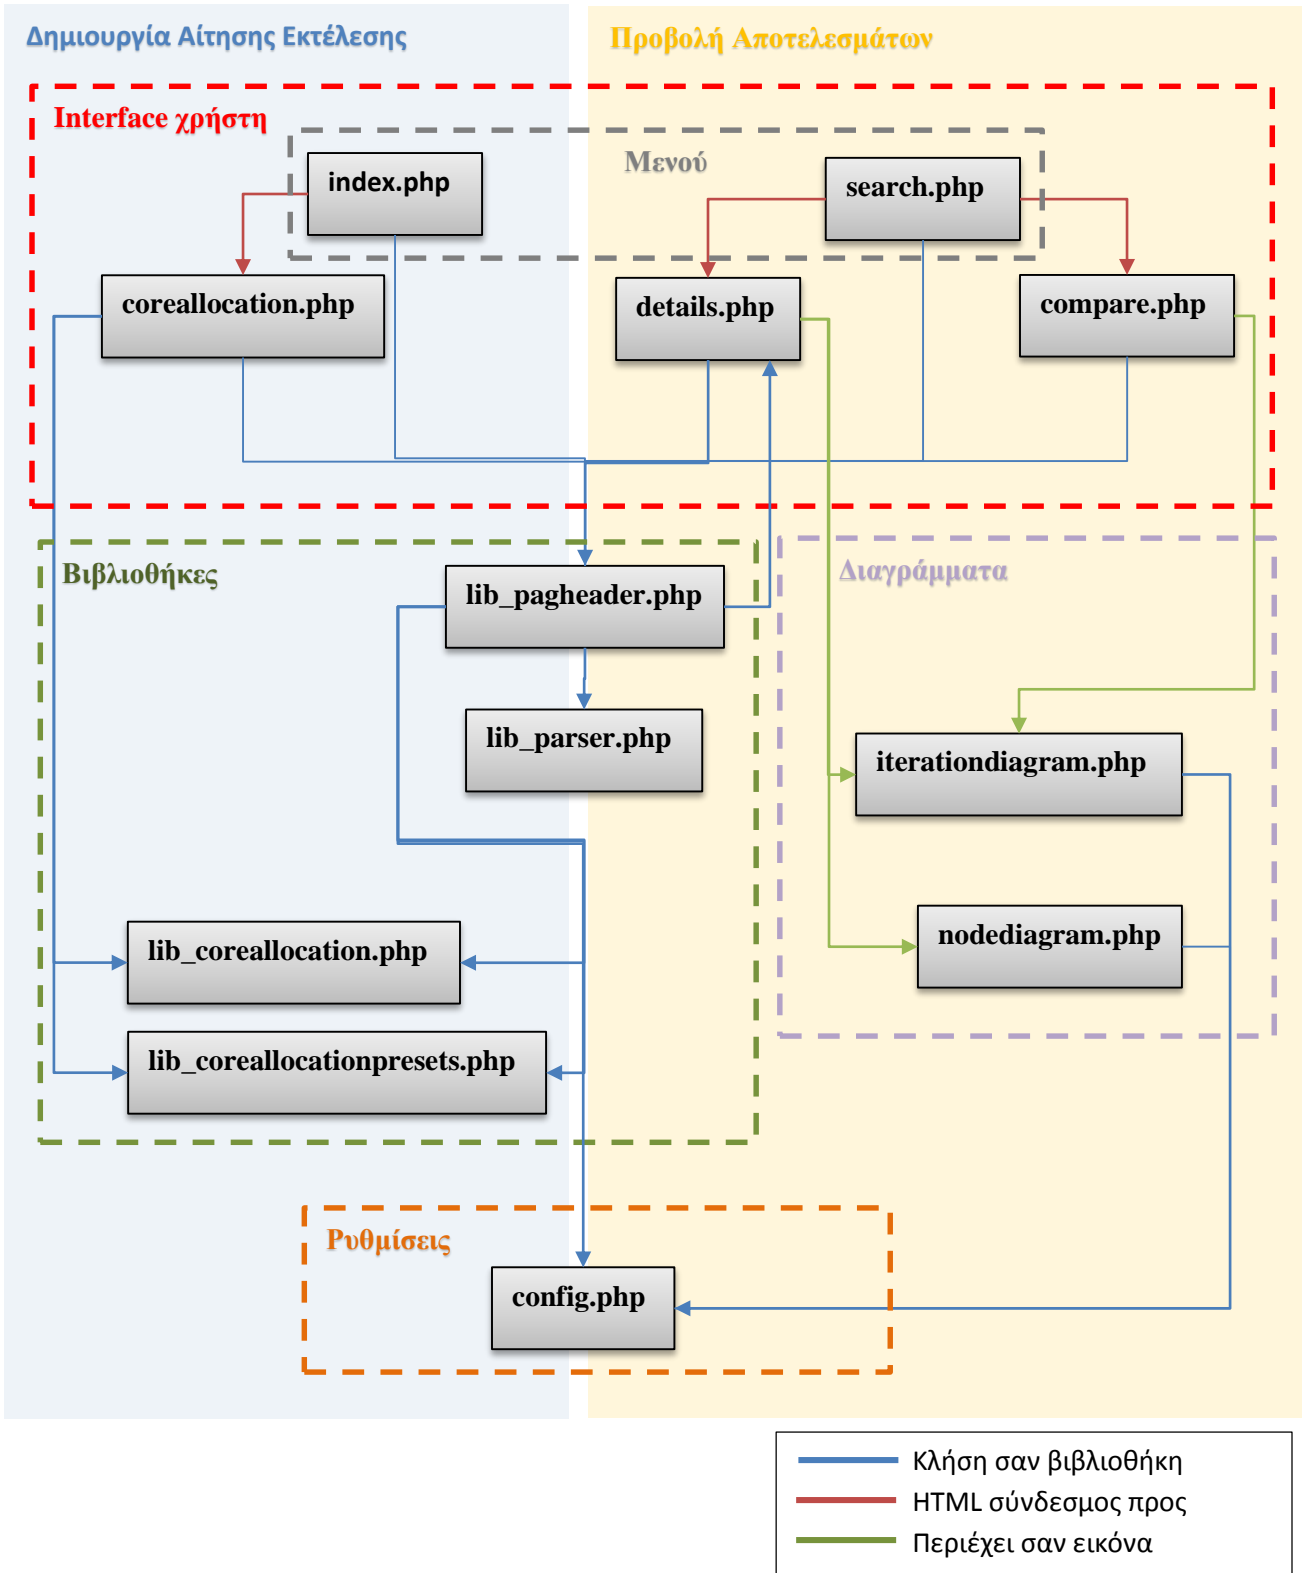 Δημιουργία Αίτησης Εκτέλεσης
Προβολή Αποτελεσμάτων
Interface χρήστη
Μενού
index.php
search.php
coreallocation.php
details.php
compare.php
Βιβλιοθήκες
Διαγράμματα
lib_pagheader.php
lib_parser.php
iterationdiagram.php
nodediagram.php
lib_coreallocation.php
lib_coreallocationpresets.php
Ρυθμίσεις
config.php
Κλήση σαν βιβλιοθήκη
HTML σύνδεσμος προς
Περιέχει σαν εικόνα